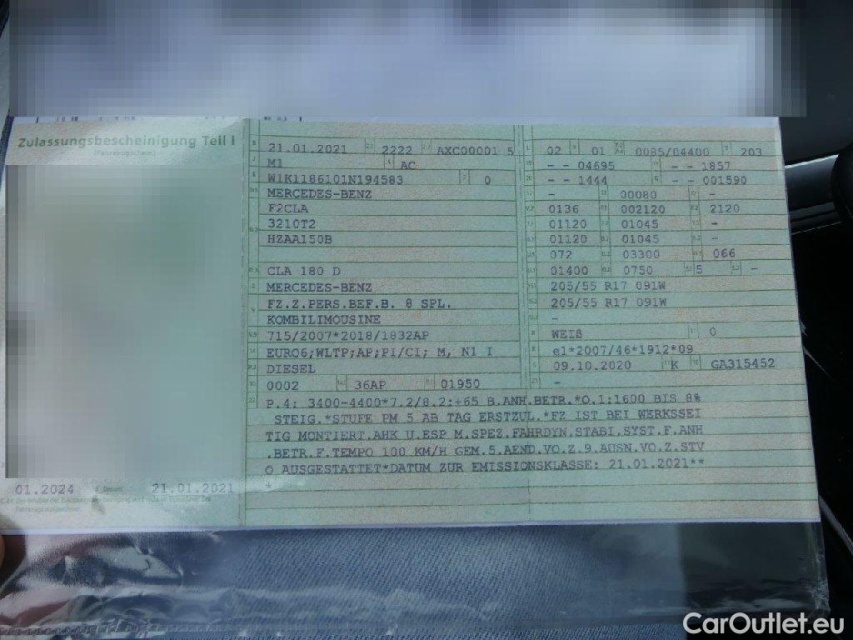 Zulassungsbescheinigung Teil I
21.01.2021 2222 AXC00001 5 02 01 0085/04400 203
M1 AC - - 04695 - - 1857
W1K1186101N194583 0 - - 1444 - - 001590
MERCEDES-BENZ - 00080 -
F2CLA 0136 002120 2120
3210T2 01120 01045 -
HZAA150B 01120 01045 -
072 03300 066
CLA 180 D 01400 0750 5 -
MERCEDES-BENZ 205/55 R17 091W
FZ.Z.PERS.BEF.B. 8 SPL. 205/55 R17 091W
KOMBILIMOUSINE -
715/2007*2018/1832AP WEIß 0
EURO6;WLTP;AP;PI/CI; M, N1 I e1*2007/46*1912*09
DIESEL 09.10.2020 K GA315452
0002 36AP 01950 -
P.4: 3400-4400*7.2/8.2:+65 B.ANH.BETR.*O.1:1600 BIS 8%
STEIG.*STUFE PM 5 AB TAG ERSTZUL.*FZ IST BEI WERKSSEI
TIG MONTIERT.AHK U.ESP M.SPEZ.FAHRDYN.STABI.SYST.F.ANH
.BETR.F.TEMPO 100 KM/H GEM.5.AEND.VO.Z.9.AUSN.VO.Z.STV
O AUSGESTATTET*DATUM ZUR EMISSIONKLASSE: 21.01.2021**
01.2024 21.01.2021
CarOutlet.eu